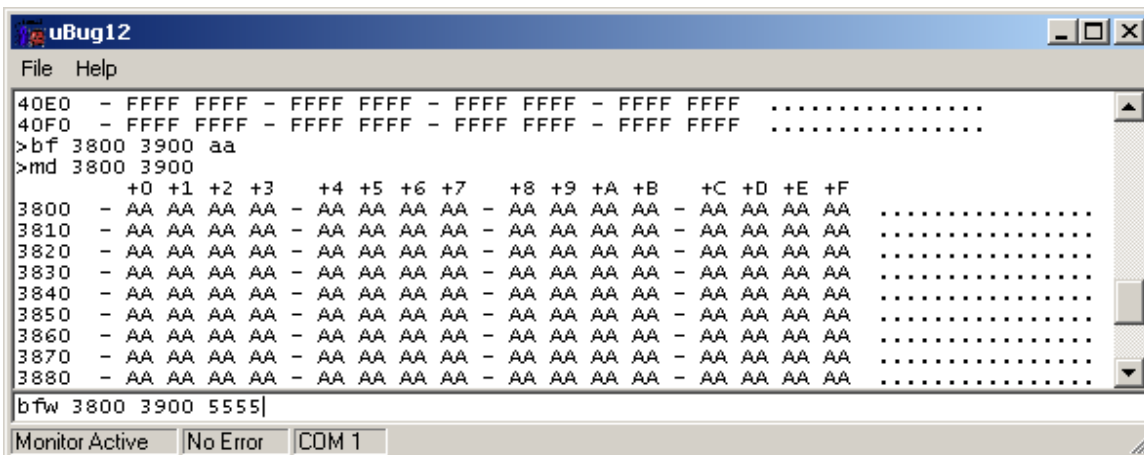 uBug12
File Help
40E0 - FFFF FFFF - FFFF FFFF - FFFF FFFF - FFFF FFFF ................
40F0 - FFFF FFFF - FFFF FFFF - FFFF FFFF - FFFF FFFF ................
>bf 3800 3900 aa
>md 3800 3900
+0 +1 +2 +3 +4 +5 +6 +7 +8 +9 +A +B +C +D +E +F
3800 - AA AA AA AA - AA AA AA AA - AA AA AA AA - AA AA AA AA ................
3810 - AA AA AA AA - AA AA AA AA - AA AA AA AA - AA AA AA AA ................
3820 - AA AA AA AA - AA AA AA AA - AA AA AA AA - AA AA AA AA ................
3830 - AA AA AA AA - AA AA AA AA - AA AA AA AA - AA AA AA AA ................
3840 - AA AA AA AA - AA AA AA AA - AA AA AA AA - AA AA AA AA ................
3850 - AA AA AA AA - AA AA AA AA - AA AA AA AA - AA AA AA AA ................
3860 - AA AA AA AA - AA AA AA AA - AA AA AA AA - AA AA AA AA ................
3870 - AA AA AA AA - AA AA AA AA - AA AA AA AA - AA AA AA AA ................
3880 - AA AA AA AA - AA AA AA AA - AA AA AA AA - AA AA AA AA ................
bfw 3800 3900 5555
Monitor Active No Error COM 1